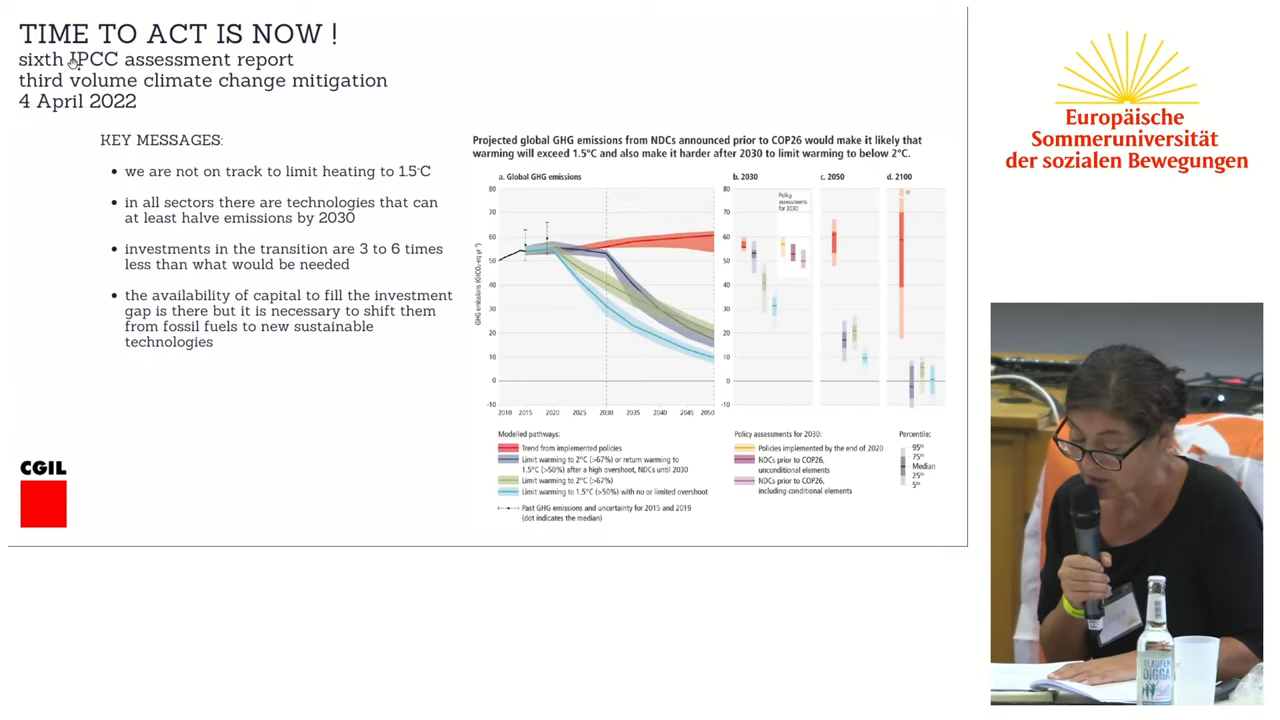 TIME TO ACT IS NOW !
sixth IPCC assessment report
third volume climate change mitigation
4 April 2022
KEY MESSAGES:
• we are not on track to limit heating to 1.5°C
• in all sectors there are technologies that can
at least halve emissions by 2030
• investments in the transition are 3 to 6 times
less than what would be needed
• the availability of capital to fill the investment
gap is there but it is necessary to shift them
from fossil fuels to new sustainable
technologies
CGIL
Projected global GHG emissions from NDCs announced prior to COP26 would make it likely that
warming will exceed 1.5°C and also make it harder after 2030 to limit warming to below 2°C.
a. Global GHG emissions
b. 2030
c. 2050
d. 2100
Policy
assessments
for 2030
GHG emissions (GtCO₂-eq yr⁻¹)
80
70
60
50
40
30
20
10
0
-10
2010 2015 2020 2025 2030 2035 2040 2045 2050
80
70
60
50
40
30
20
10
0
-10
Modelled pathways:
Trend from implemented policies
Limit warming to 2°C (>67%) or return warming to
1.5°C (>50%) after a high overshoot, NDCs until 2030
Limit warming to 2°C (>67%)
Limit warming to 1.5°C (>50%) with no or limited overshoot
Past GHG emissions and uncertainty for 2015 and 2019
(dot indicates the median)
Policy assessments for 2030:
Policies implemented by the end of 2020
NDCs prior to COP26,
unconditional elements
NDCs prior to COP26,
including conditional elements
Percentile:
95th
75th
Median
25th
5th
Europäische
Sommeruniversität
der sozialen Bewegungen
DIGGA